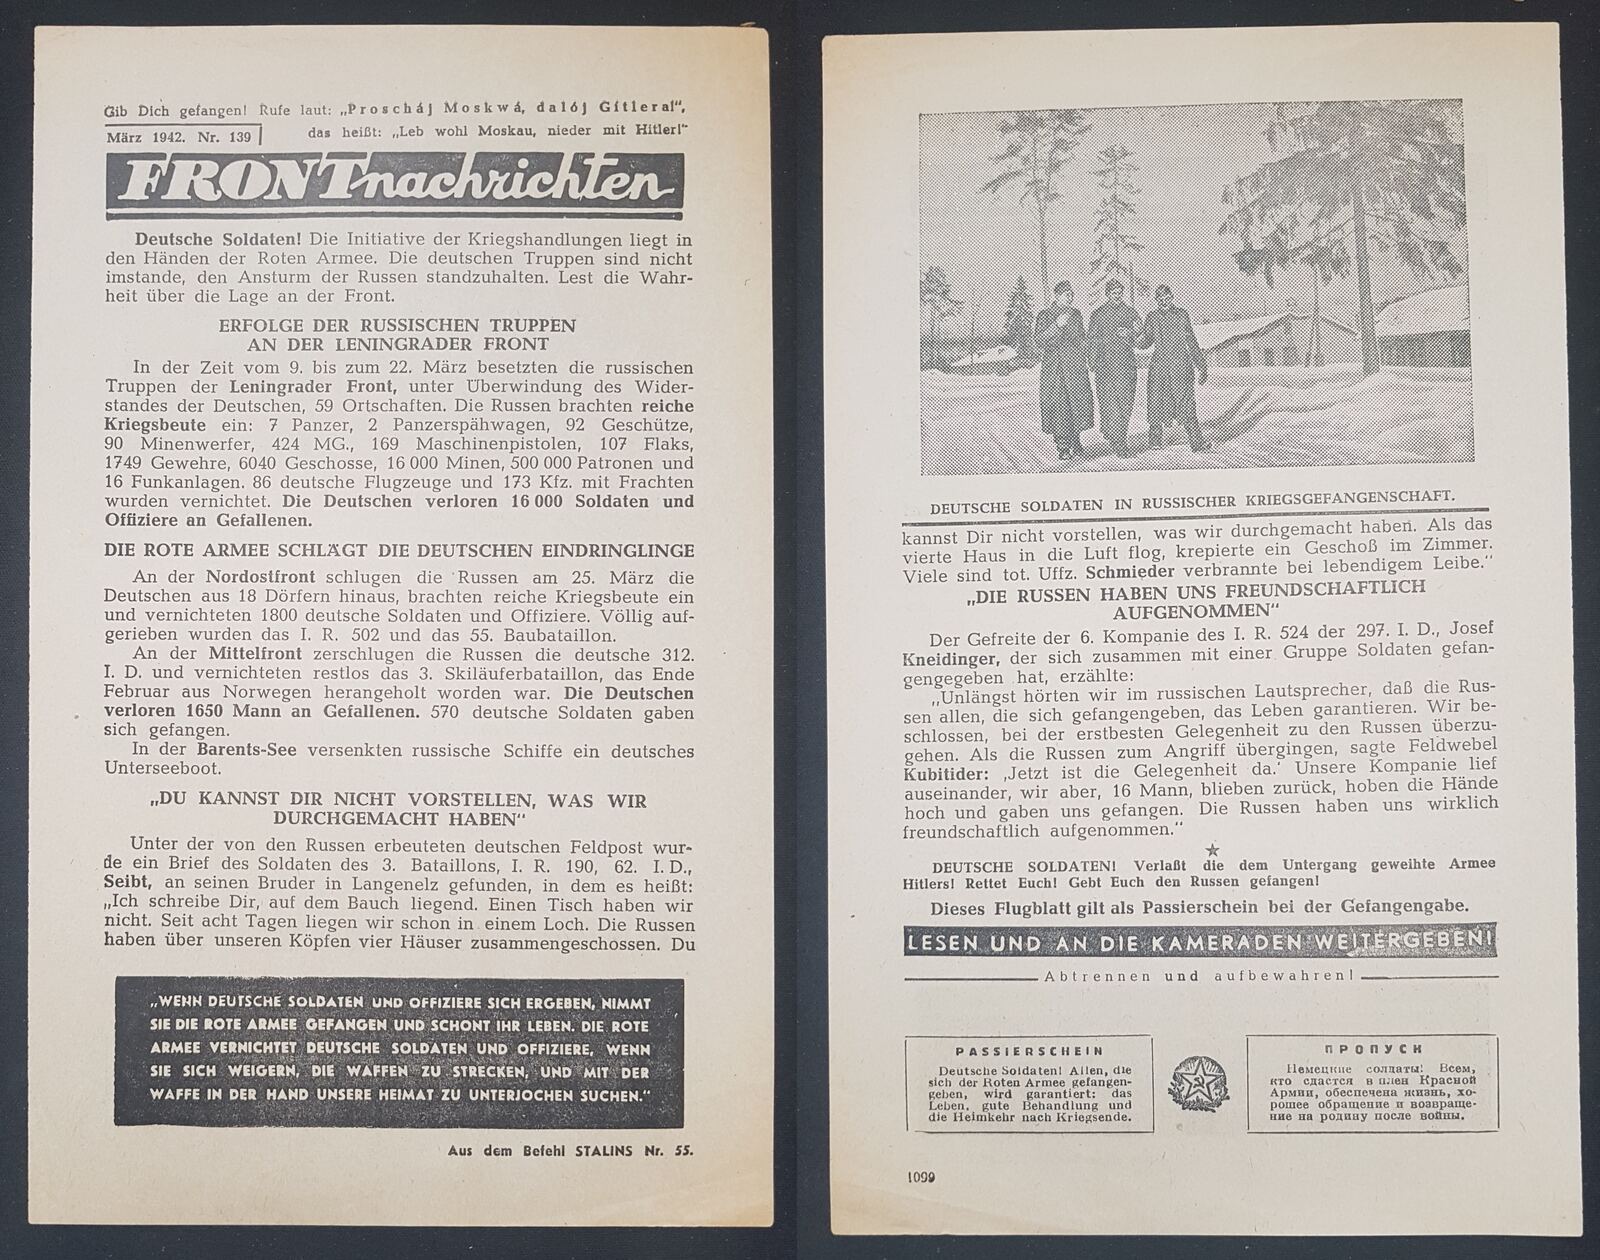 Gib Dich gefangen! Rufe laut: „Proscháj Moskwá, dalój Gítlera!“,
März 1942. Nr. 139
das heißt: „Leb wohl Moskau, nieder mit Hitler!“
FRONTnachrichten
Deutsche Soldaten! Die Initiative der Kriegshandlungen liegt in
den Händen der Roten Armee. Die deutschen Truppen sind nicht
imstande, den Ansturm der Russen standzuhalten. Lest die Wahr-
heit über die Lage an der Front.
ERFOLGE DER RUSSISCHEN TRUPPEN
AN DER LENINGRADER FRONT
In der Zeit vom 9. bis zum 22. März besetzten die russischen
Truppen der Leningrader Front, unter Überwindung des Wider-
standes der Deutschen, 59 Ortschaften. Die Russen brachten reiche
Kriegsbeute ein: 7 Panzer, 2 Panzerspähwagen, 92 Geschütze,
90 Minenwerfer, 424 MG., 169 Maschinenpistolen, 107 Flaks,
1749 Gewehre, 6040 Geschosse, 16 000 Minen, 500 000 Patronen und
16 Funkanlagen. 86 deutsche Flugzeuge und 173 Kfz. mit Frachten
wurden vernichtet. Die Deutschen verloren 16 000 Soldaten und
Offiziere an Gefallenen.
DIE ROTE ARMEE SCHLÄGT DIE DEUTSCHEN EINDRINGLINGE
An der Nordostfront schlugen die Russen am 25. März die
Deutschen aus 18 Dörfern hinaus, brachten reiche Kriegsbeute ein
und vernichteten 1800 deutsche Soldaten und Offiziere. Völlig auf-
gerieben wurden das I. R. 502 und das 55. Baubataillon.
An der Mittelfront zerschlugen die Russen die deutsche 312.
I. D. und vernichteten restlos das 3. Skiläuferbataillon, das Ende
Februar aus Norwegen herangeholt worden war. Die Deutschen
verloren 1650 Mann an Gefallenen. 570 deutsche Soldaten gaben
sich gefangen.
In der Barents-See versenkten russische Schiffe ein deutsches
Unterseeboot.
„DU KANNST DIR NICHT VORSTELLEN, WAS WIR
DURCHGEMACHT HABEN“
Unter der von den Russen erbeuteten deutschen Feldpost wur-
de ein Brief des Soldaten des 3. Bataillons, I. R. 190, 62. I. D.,
Seibt, an seinen Bruder in Langenelz gefunden, in dem es heißt:
„Ich schreibe Dir, auf dem Bauch liegend. Einen Tisch haben wir
nicht. Seit acht Tagen liegen wir schon in einem Loch. Die Russen
haben über unseren Köpfen vier Häuser zusammengeschossen. Du
„WENN DEUTSCHE SOLDATEN UND OFFIZIERE SICH ERGEBEN, NIMMT
SIE DIE ROTE ARMEE GEFANGEN UND SCHONT IHR LEBEN. DIE ROTE
ARMEE VERNICHTET DEUTSCHE SOLDATEN UND OFFIZIERE, WENN
SIE SICH WEIGERN, DIE WAFFEN ZU STRECKEN, UND MIT DER
WAFFE IN DER HAND UNSERE HEIMAT ZU UNTERJOCHEN SUCHEN.“
Aus dem Befehl STALINS Nr. 55.
DEUTSCHE SOLDATEN IN RUSSISCHER KRIEGSGEFANGENSCHAFT.
kannst Dir nicht vorstellen, was wir durchgemacht haben. Als das
vierte Haus in die Luft flog, krepierte ein Geschoß im Zimmer.
Viele sind tot. Uffz. Schmieder verbrannte bei lebendigem Leibe.“
„DIE RUSSEN HABEN UNS FREUNDSCHAFTLICH
AUFGENOMMEN“
Der Gefreite der 6. Kompanie des I. R. 524 der 297. I. D., Josef
Kneidinger, der sich zusammen mit einer Gruppe Soldaten gefan-
gengegeben hat, erzählte:
„Unlängst hörten wir im russischen Lautsprecher, daß die Rus-
sen allen, die sich gefangengeben, das Leben garantieren. Wir be-
schlossen, bei der erstbesten Gelegenheit zu den Russen überzu-
gehen. Als die Russen zum Angriff übergingen, sagte Feldwebel
Kubitider: ‚Jetzt ist die Gelegenheit da.‘ Unsere Kompanie lief
auseinander, wir aber, 16 Mann, blieben zurück, hoben die Hände
hoch und gaben uns gefangen. Die Russen haben uns wirklich
freundschaftlich aufgenommen.“
DEUTSCHE SOLDATEN! Verlaßt die dem Untergang geweihte Armee
Hitlers! Rettet Euch! Gebt Euch den Russen gefangen!
Dieses Flugblatt gilt als Passierschein bei der Gefangengabe.
LESEN UND AN DIE KAMERADEN WEITERGEBEN!
Abtrennen und aufbewahren!
PASSIERSCHEIN
Deutsche Soldaten! Allen, die
sich der Roten Armee gefangen-
geben, wird garantiert: das
Leben, gute Behandlung und
die Heimkehr nach Kriegsende.
ПРОПУСК
Немецкие солдаты! Всем,
кто сдастся в плен Красной
Армии, обеспечена жизнь, хо-
рошее обращение и возвраще-
ние на родину после войны.
1099